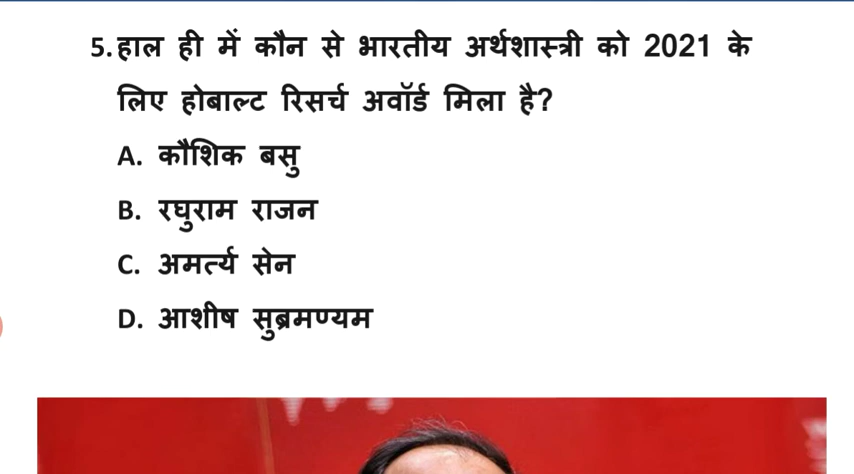 5. हाल ही में कौन से भारतीय अर्थशास्त्री को 2021 के
लिए होबाल्ट रिसर्च अवॉर्ड मिला है?
A. कौशिक बसु
B. रघुराम राजन
C. अमर्त्य सेन
D. आशीष सुब्रमण्यम